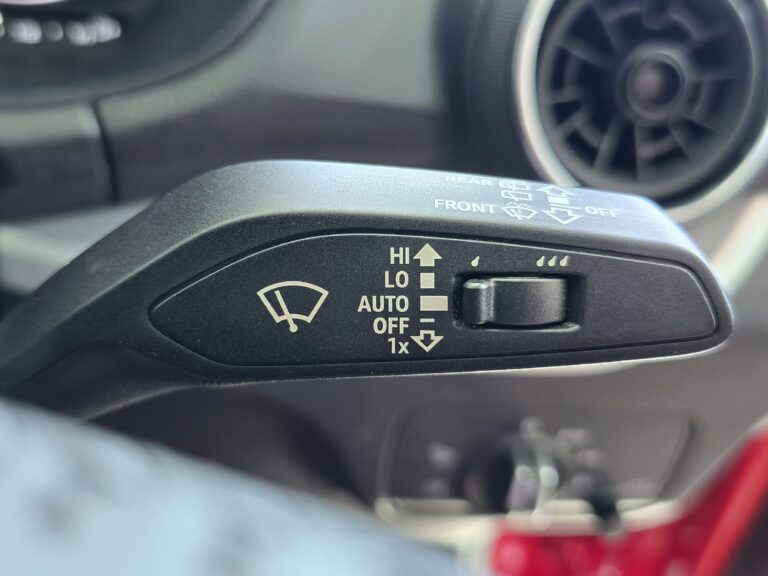 REAR
FRONT OFF
HI
LO
AUTO
OFF
1x